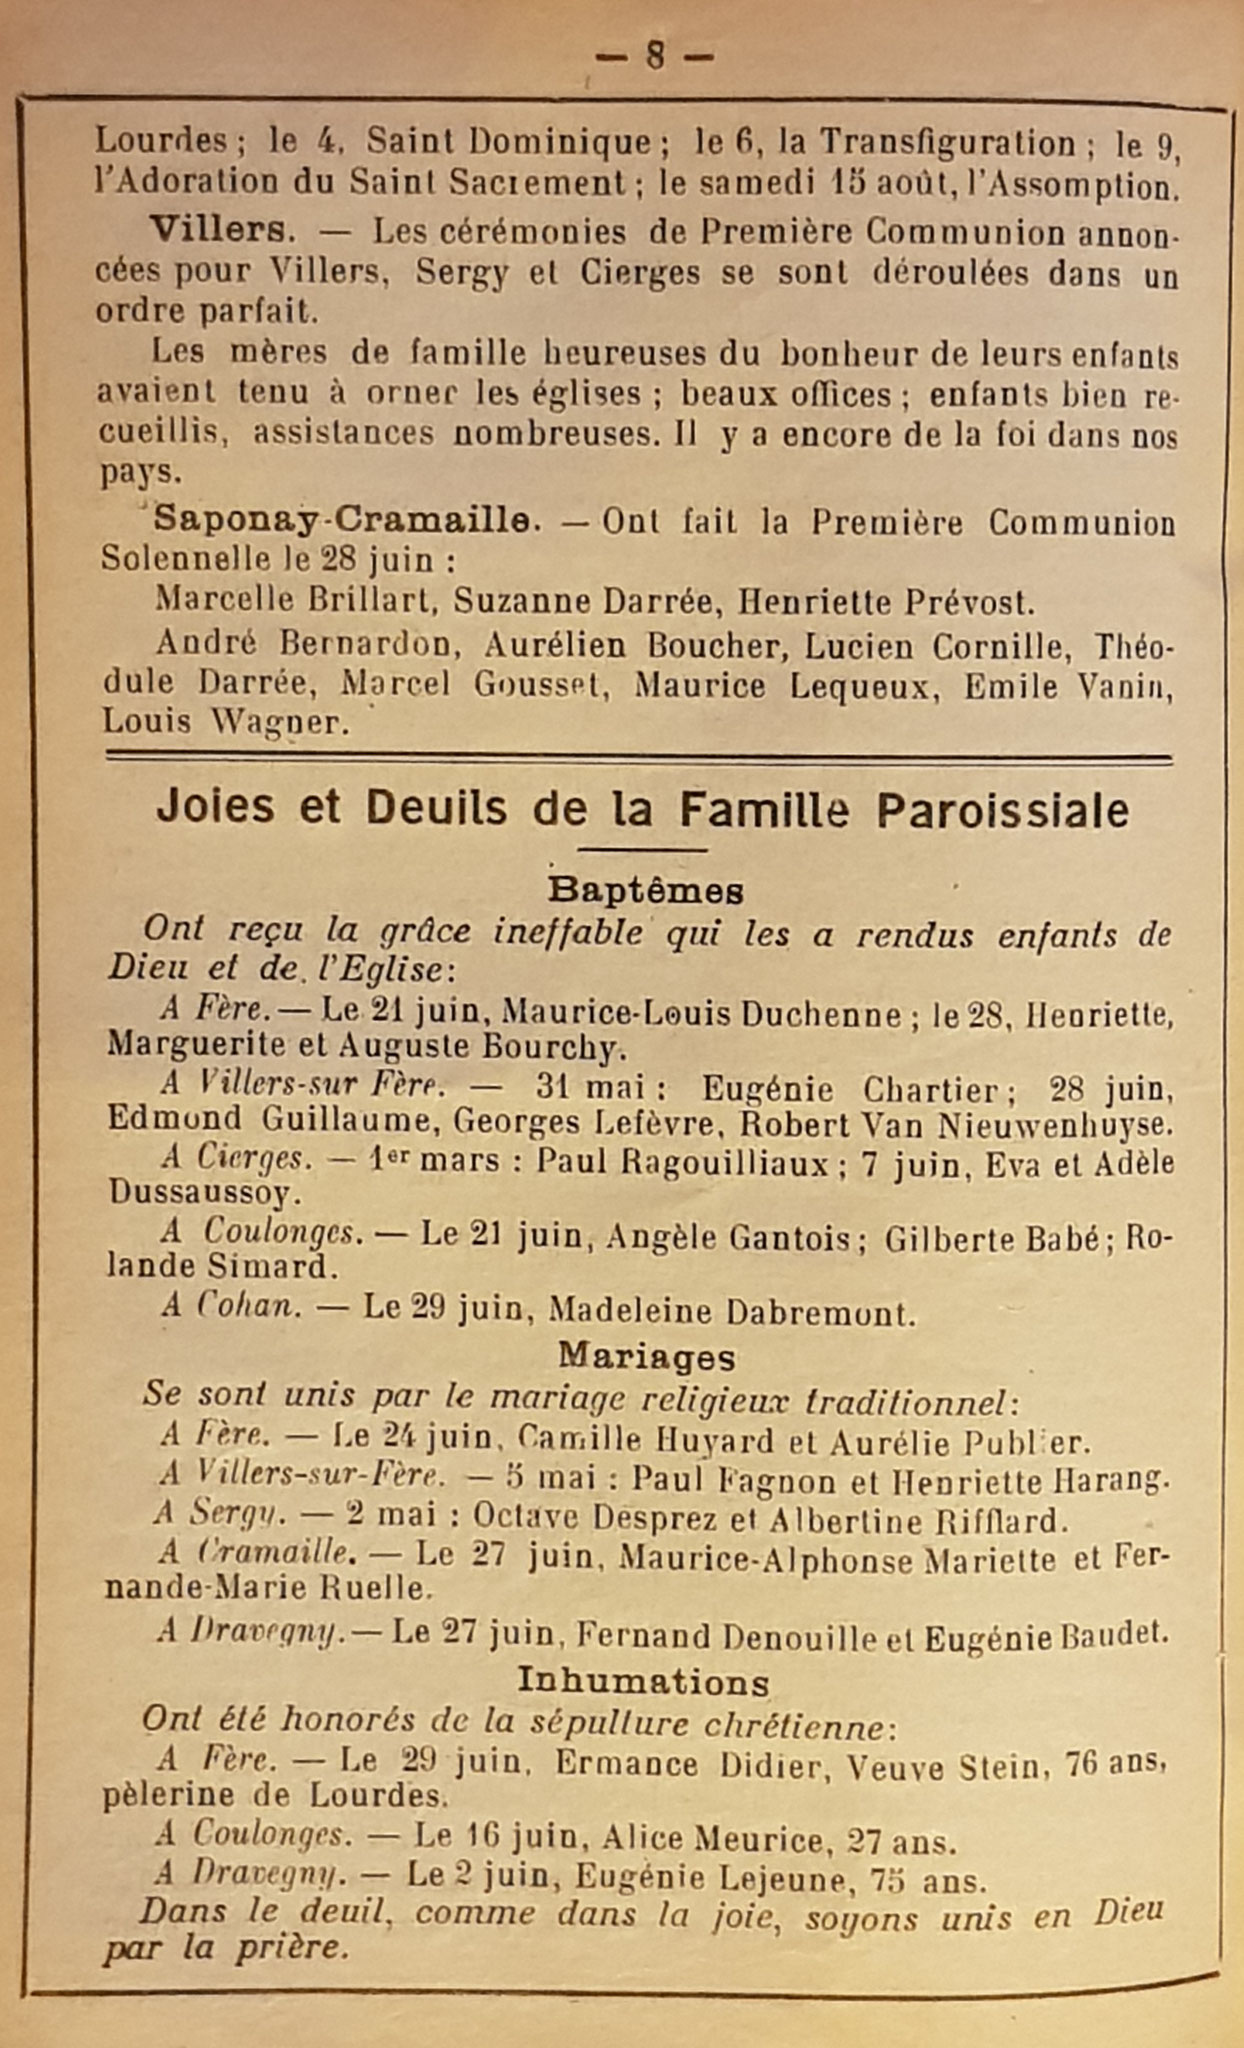 — 8 —
Lourdes ; le 4, Saint Dominique ; le 6, la Transfiguration ; le 9,
l'Adoration du Saint Sacrement ; le samedi 15 août, l'Assomption.
Villers. — Les cérémonies de Première Communion annon-
cées pour Villers, Sergy et Cierges se sont déroulées dans un
ordre parfait.
Les mères de famille heureuses du bonheur de leurs enfants
avaient tenu à orner les églises ; beaux offices ; enfants bien re-
cueillis, assistances nombreuses. Il y a encore de la foi dans nos
pays.
Saponay-Cramaille. — Ont fait la Première Communion
Solennelle le 28 juin :
Marcelle Brillart, Suzanne Darrée, Henriette Prévost.
André Bernardon, Aurélien Boucher, Lucien Cornille, Théo-
dule Darrée, Marcel Gousset, Maurice Lequeux, Emile Vanin,
Louis Wagner.
Joies et Deuils de la Famille Paroissiale
Baptêmes
Ont reçu la grâce ineffable qui les a rendus enfants de
Dieu et de l'Eglise :
A Fère. — Le 21 juin, Maurice-Louis Duchenne ; le 28, Henriette,
Marguerite et Auguste Bourchy.
A Villers-sur Fère. — 31 mai : Eugénie Chartier ; 28 juin,
Edmond Guillaume, Georges Lefèvre, Robert Van Nieuwenhuyse.
A Cierges. — 1er mars : Paul Ragouilliaux ; 7 juin, Eva et Adèle
Dussaussoy.
A Coulonges. — Le 21 juin, Angèle Gantois ; Gilberte Babé ; Ro-
lande Simard.
A Cohan. — Le 29 juin, Madeleine Dabremont.
Mariages
Se sont unis par le mariage religieux traditionnel :
A Fère. — Le 24 juin, Camille Huyard et Aurélie Publier.
A Villers-sur-Fère. — 5 mai : Paul Fagnon et Henriette Harang.
A Sergy. — 2 mai : Octave Desprez et Albertine Rifflard.
A Cramaille. — Le 27 juin, Maurice-Alphonse Mariette et Fer-
nande-Marie Ruelle.
A Dravegny. — Le 27 juin, Fernand Denouille et Eugénie Baudet.
Inhumations
Ont été honorés de la sépulture chrétienne :
A Fère. — Le 29 juin, Ermance Didier, Veuve Stein, 76 ans,
pèlerine de Lourdes.
A Coulonges. — Le 16 juin, Alice Meurice, 27 ans.
A Dravegny. — Le 2 juin, Eugénie Lejeune, 75 ans.
Dans le deuil, comme dans la joie, soyons unis en Dieu
par la prière.